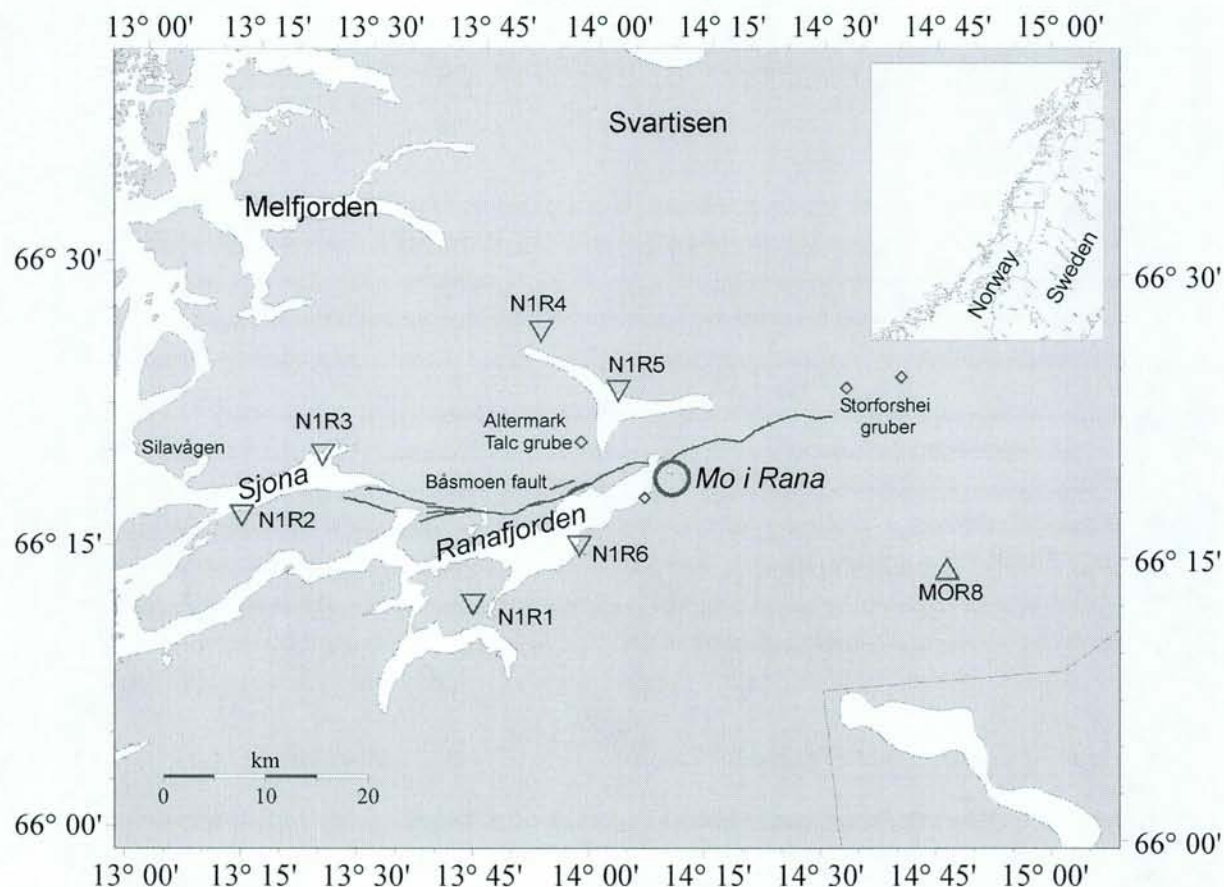 13° 00' 13° 15' 13° 30' 13° 45' 14° 00' 14° 15' 14° 30' 14° 45' 15° 00'
Svartisen
Melfjorden
Norway
Sweden
66° 30'
66° 30'
N1R4
N1R5
N1R3
Altermark
Talc grube
Storforshei
gruber
Silavågen
Sjona
Båsmoen fault
Mo i Rana
N1R2
Ranafjorden
N1R6
66° 15'
66° 15'
MOR8
N1R1
km
0 10 20
66° 00'
66° 00'
13° 00' 13° 15' 13° 30' 13° 45' 14° 00' 14° 15' 14° 30' 14° 45' 15° 00'